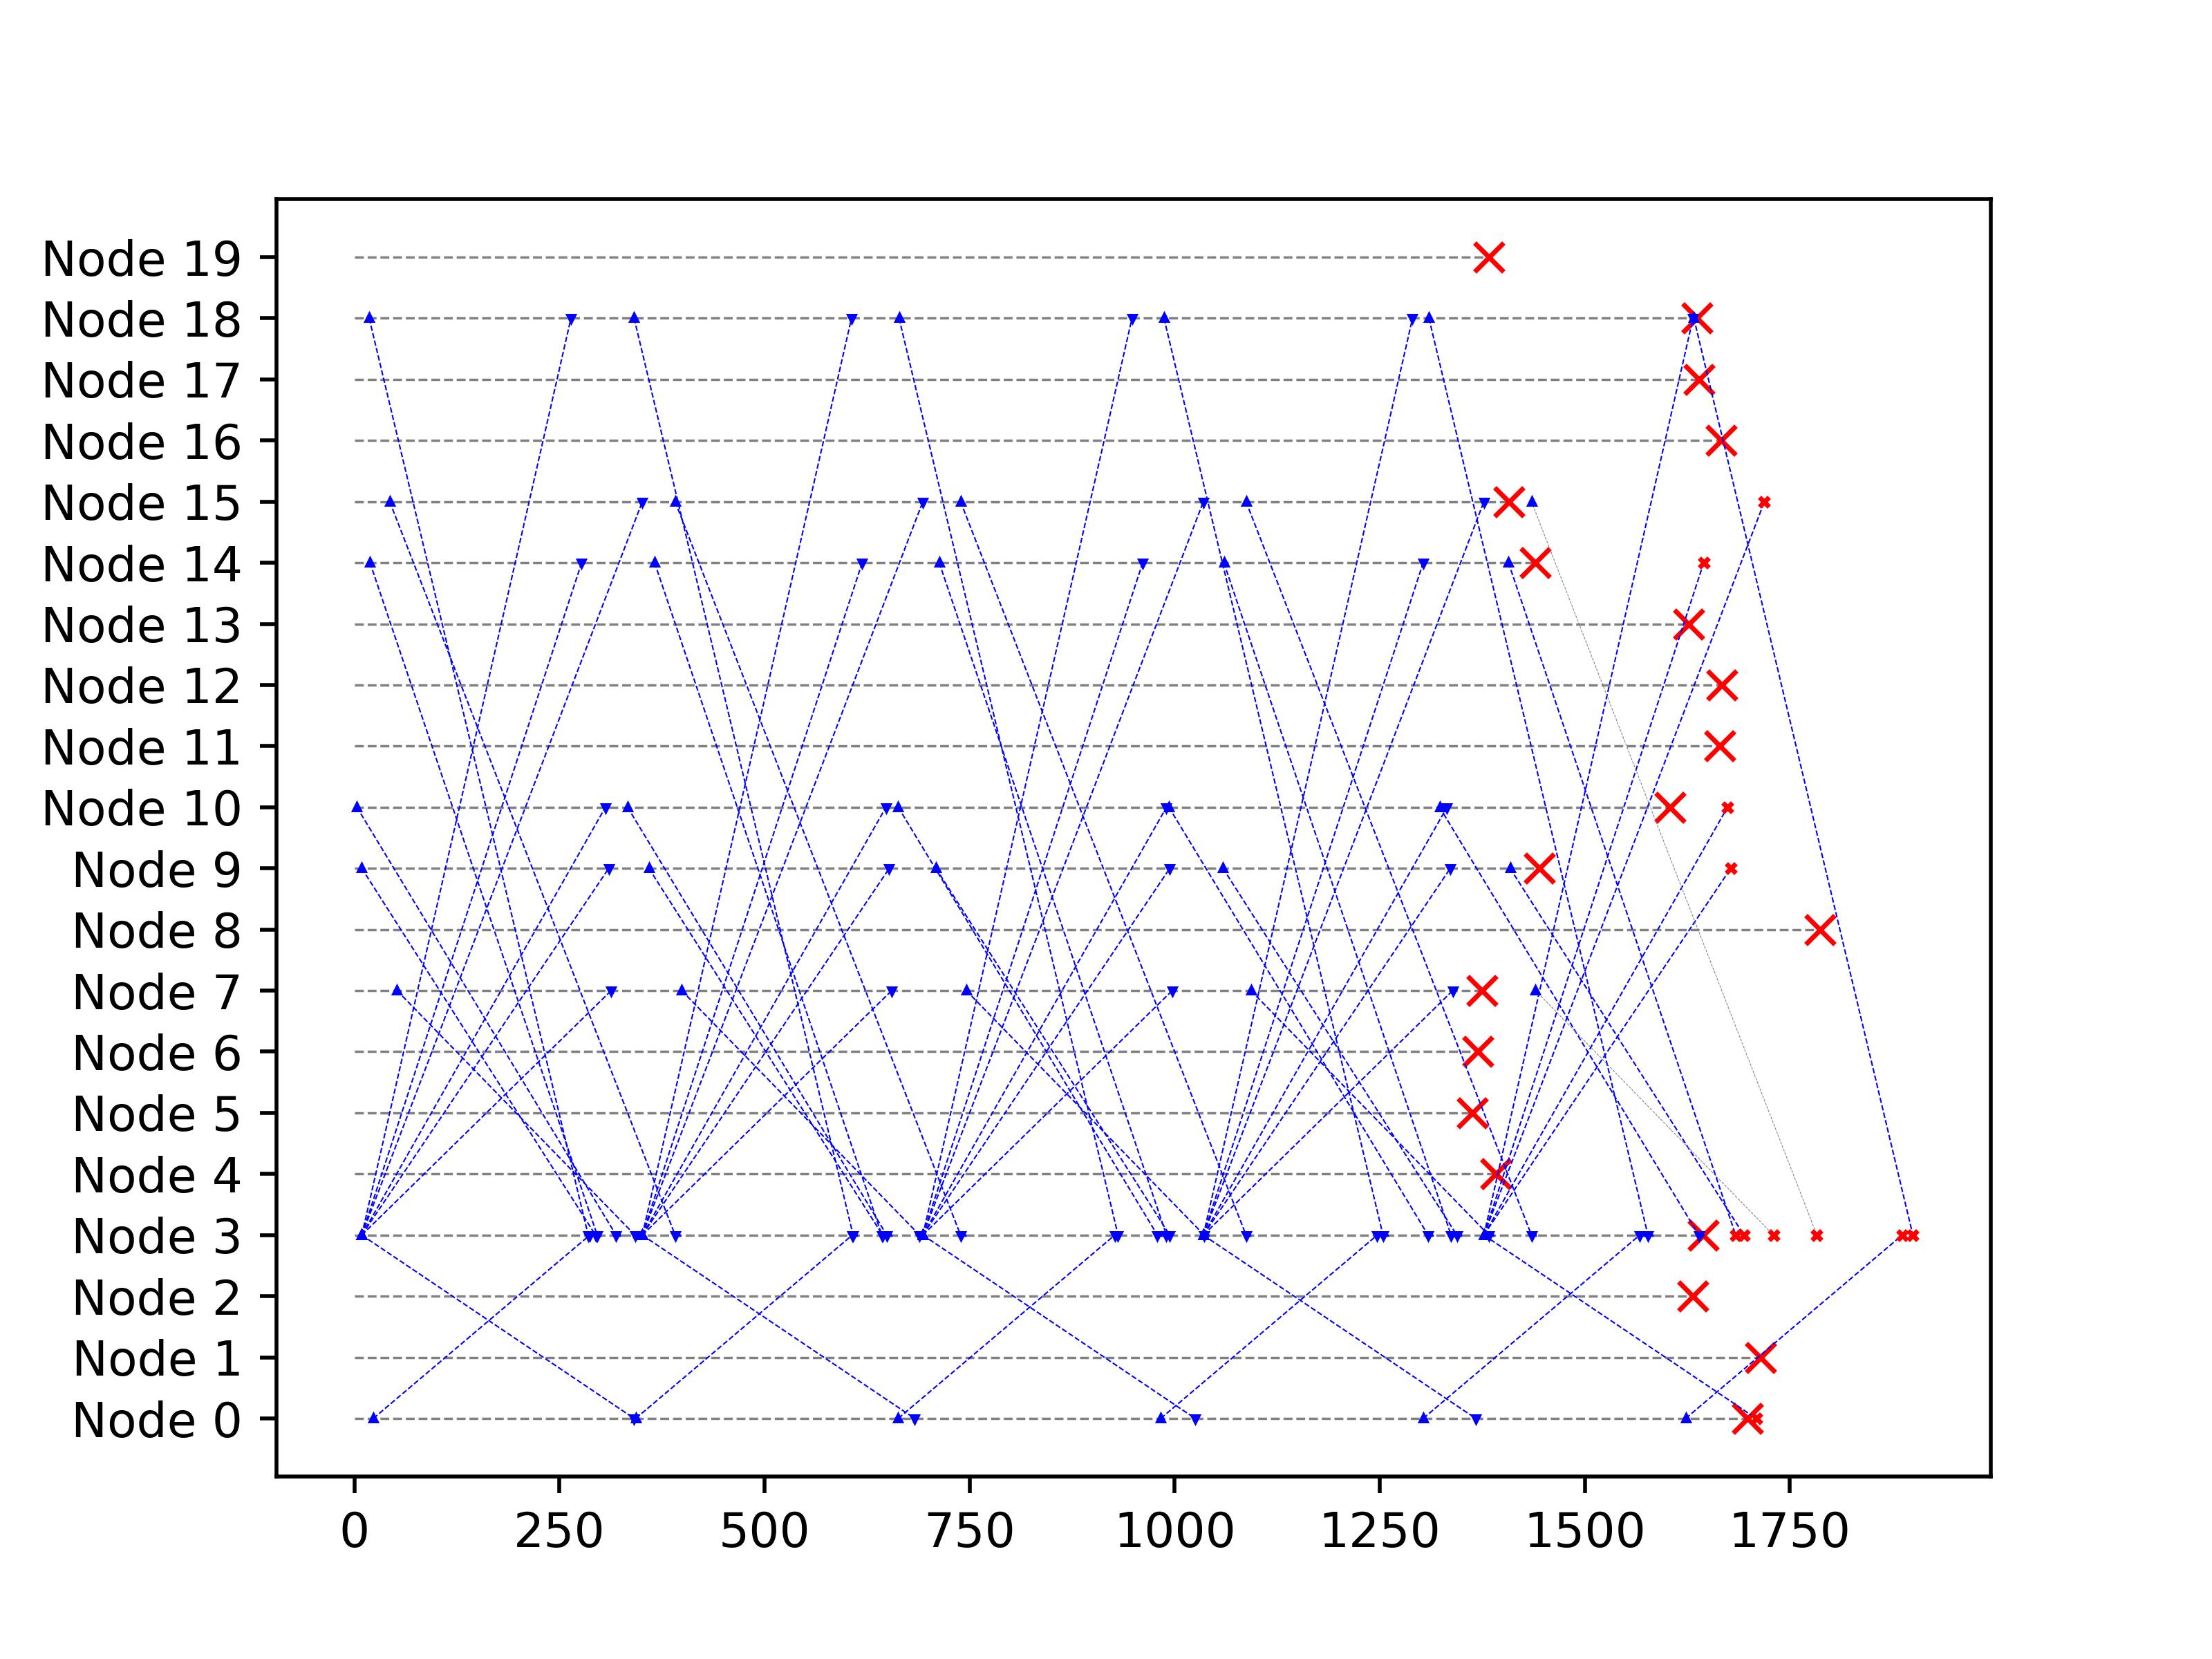 Node 19
Node 18
Node 17
Node 16
Node 15
Node 14
Node 13
Node 12
Node 11
Node 10
Node 9
Node 8
Node 7
Node 6
Node 5
Node 4
Node 3
Node 2
Node 1
Node 0
0 250 500 750 1000 1250 1500 1750